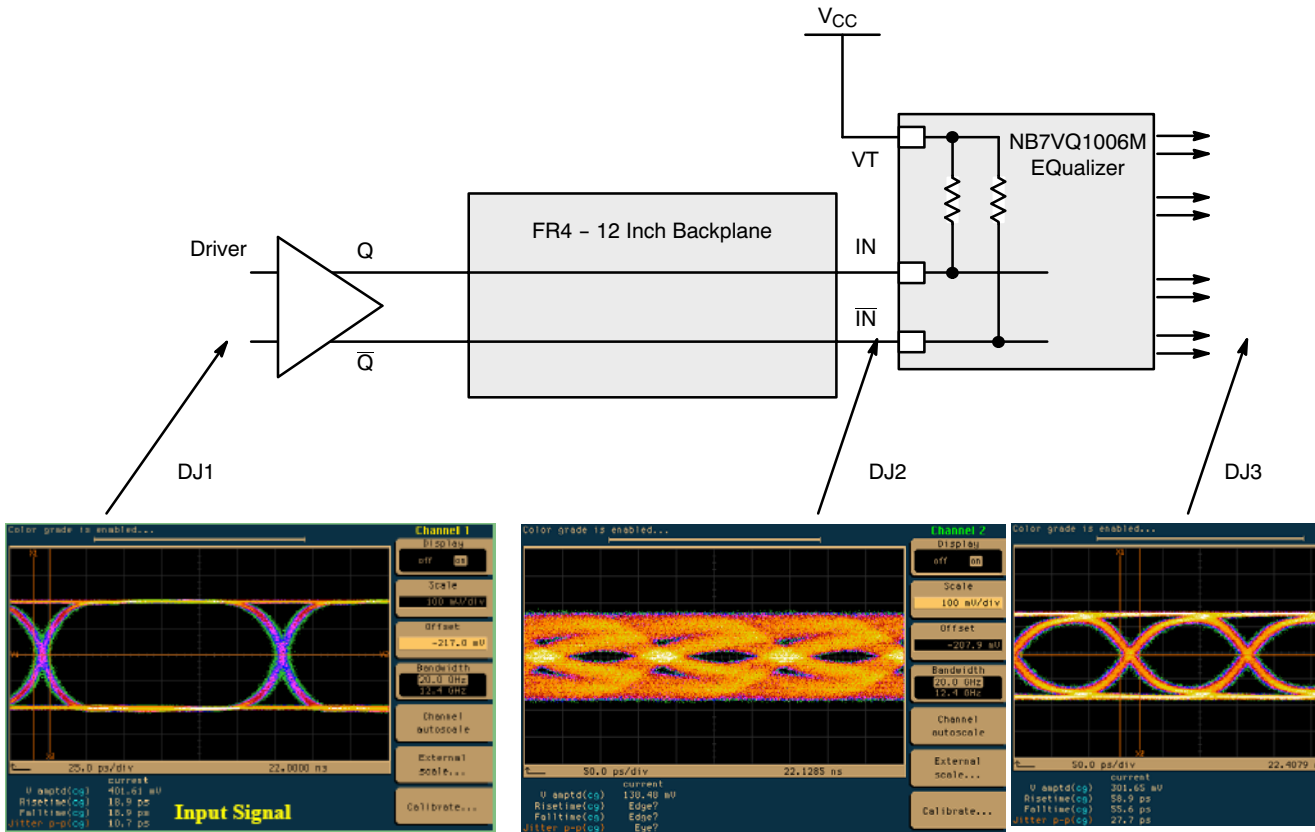 VCC
NB7VQ1006M
EQualizer
VT
FR4 − 12 Inch Backplane
Driver
Q
IN
IN
Q
DJ1
DJ2
DJ3
Color grade is enabled...
Channel 1
Display
off on
Scale
100 mV/div
Offset
-217.0 mV
Bandwidth
20.0 GHz
12.4 GHz
Channel
autoscale
External
scale...
Calibrate...
25.0 ps/div
22.0000 ns
current
V amptd(cg) 401.61 mV
Risetime(cg) 18.9 ps
Falltime(cg)
Jitter p-p(cg) 10.7 ps
Input Signal
Color grade is enabled...
Channel 2
Display
off on
Scale
100 mV/div
Offset
-207.9 mV
Bandwidth
20.0 GHz
12.4 GHz
Channel
autoscale
External
scale...
Calibrate...
50.0 ps/div
22.1285 ns
current
V amptd(cg) 138.48 mV
Risetime(cg) Edge?
Falltime(cg) Edge?
Jitter p-p(cg) Eye?
Color grade is enabled...
50.0 ps/div
22.4079
current
V amptd(cg) 301.65 mV
Risetime(cg) 58.9 ps
Falltime(cg) 55.6 ps
Jitter p-p(cg) 27.7 ps